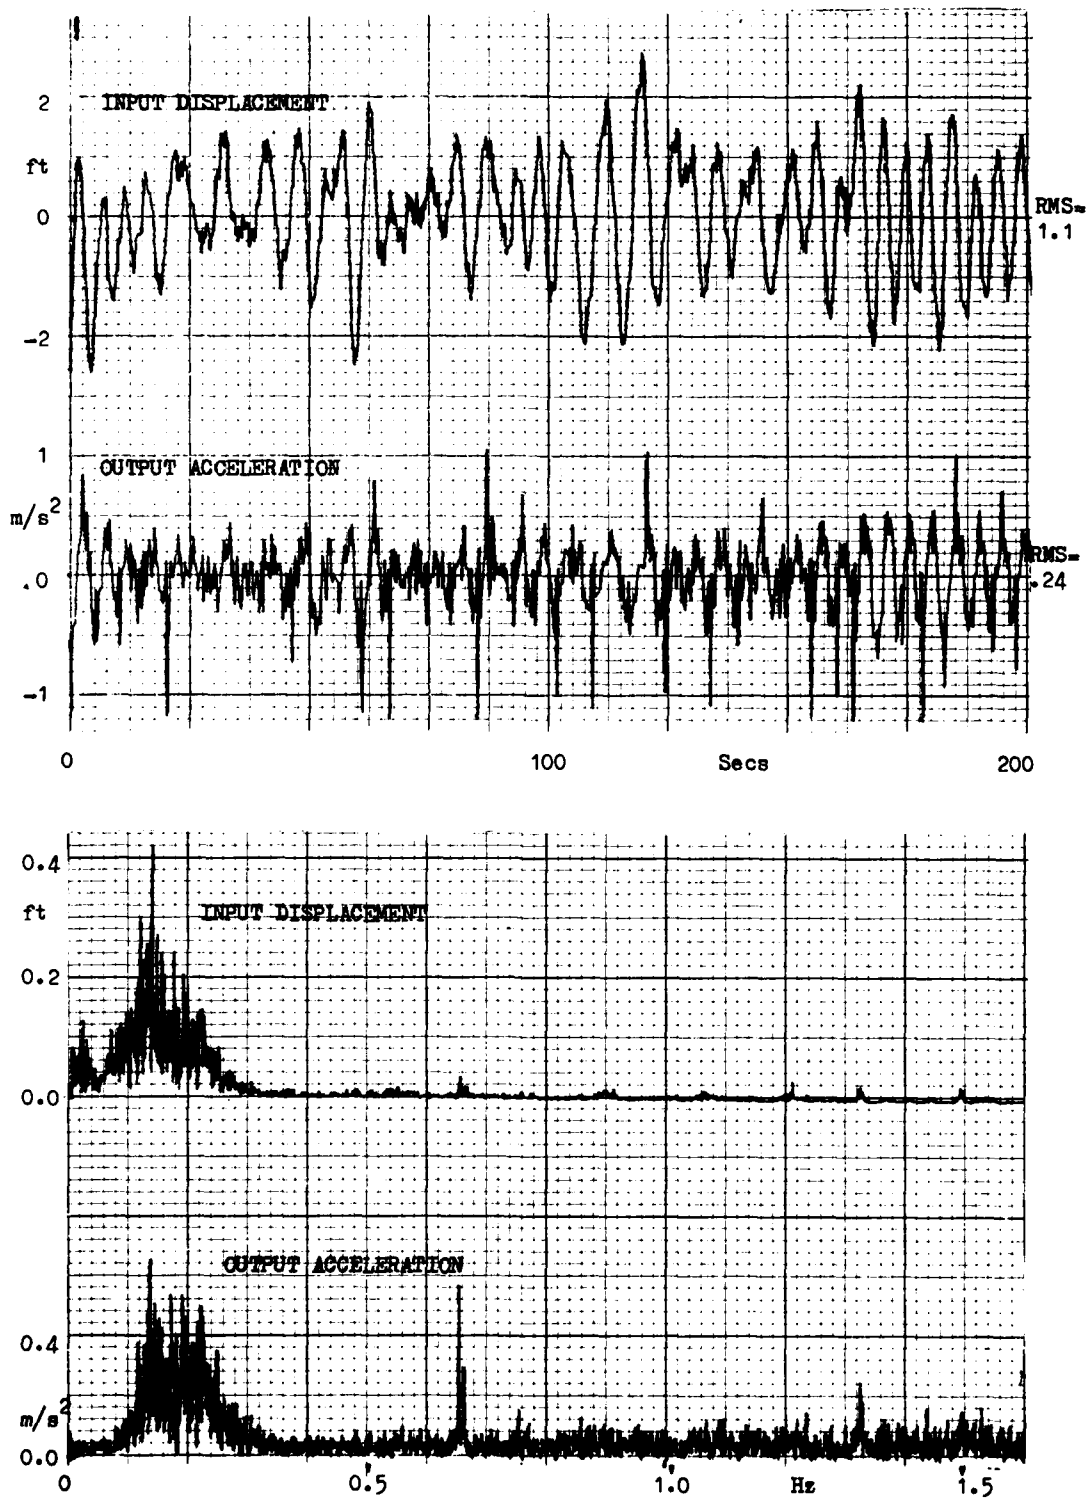 2
INPUT DISPLACEMENT
ft
0
RMS=
1.1
-2
1
OUTPUT ACCELERATION
m/s2
.0
RMS=
.24
-1
0
100
Secs
200
0.4
ft
INPUT DISPLACEMENT
0.2
0.0
OUTPUT ACCELERATION
0.4
m/s2
0.0
0
0.5
1.0
Hz
1.5